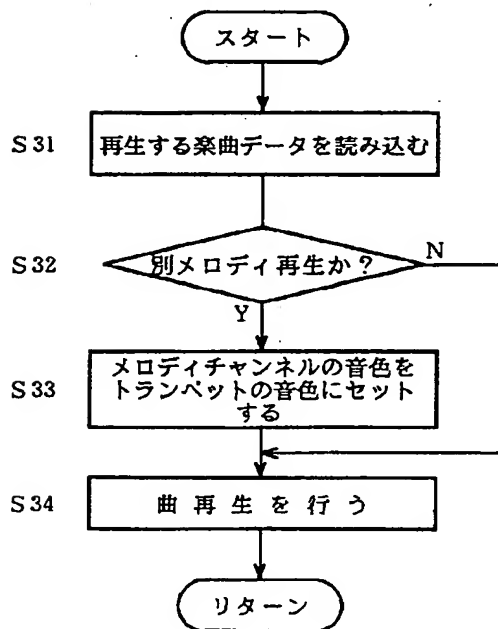 スタート
S31 再生する楽曲データを読み込む
S32 別メロディ再生か？ N
Y
S33 メロディチャンネルの音色を
トランペットの音色にセット
する
S34 曲再生を行う
リターン